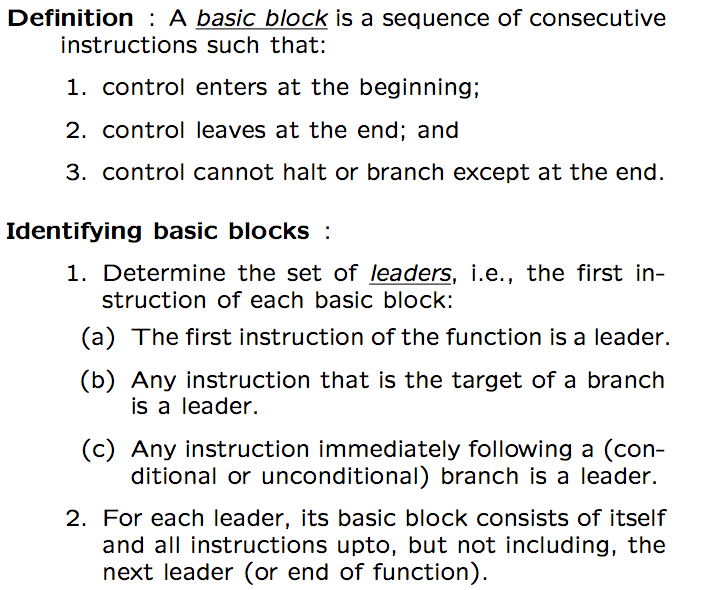 Definition : A basic block is a sequence of consecutive
instructions such that:
1. control enters at the beginning;
2. control leaves at the end; and
3. control cannot halt or branch except at the end.
Identifying basic blocks :
1. Determine the set of leaders, i.e., the first in-
struction of each basic block:
(a) The first instruction of the function is a leader.
(b) Any instruction that is the target of a branch
is a leader.
(c) Any instruction immediately following a (con-
ditional or unconditional) branch is a leader.
2. For each leader, its basic block consists of itself
and all instructions upto, but not including, the
next leader (or end of function).